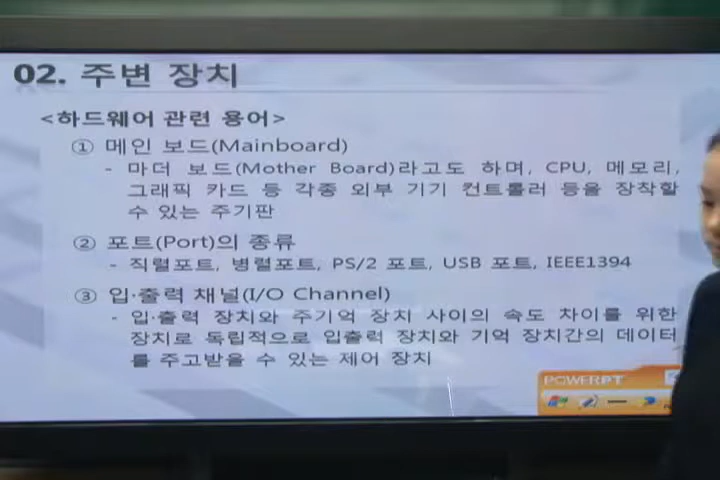 02. 주변 장치
<하드웨어 관련 용어>
① 메인 보드(Mainboard)
- 마더 보드(Mother Board)라고도 하며, CPU, 메모리,
그래픽 카드 등 각종 외부 기기 컨트롤러 등을 장착할
수 있는 주기판
② 포트(Port)의 종류
- 직렬포트, 병렬포트, PS/2 포트, USB 포트, IEEE1394
③ 입·출력 채널(I/O Channel)
- 입·출력 장치와 주기억 장치 사이의 속도 차이를 위한
장치로 독립적으로 입출력 장치와 기억 장치간의 데이터
를 주고받을 수 있는 제어 장치
POWERPT